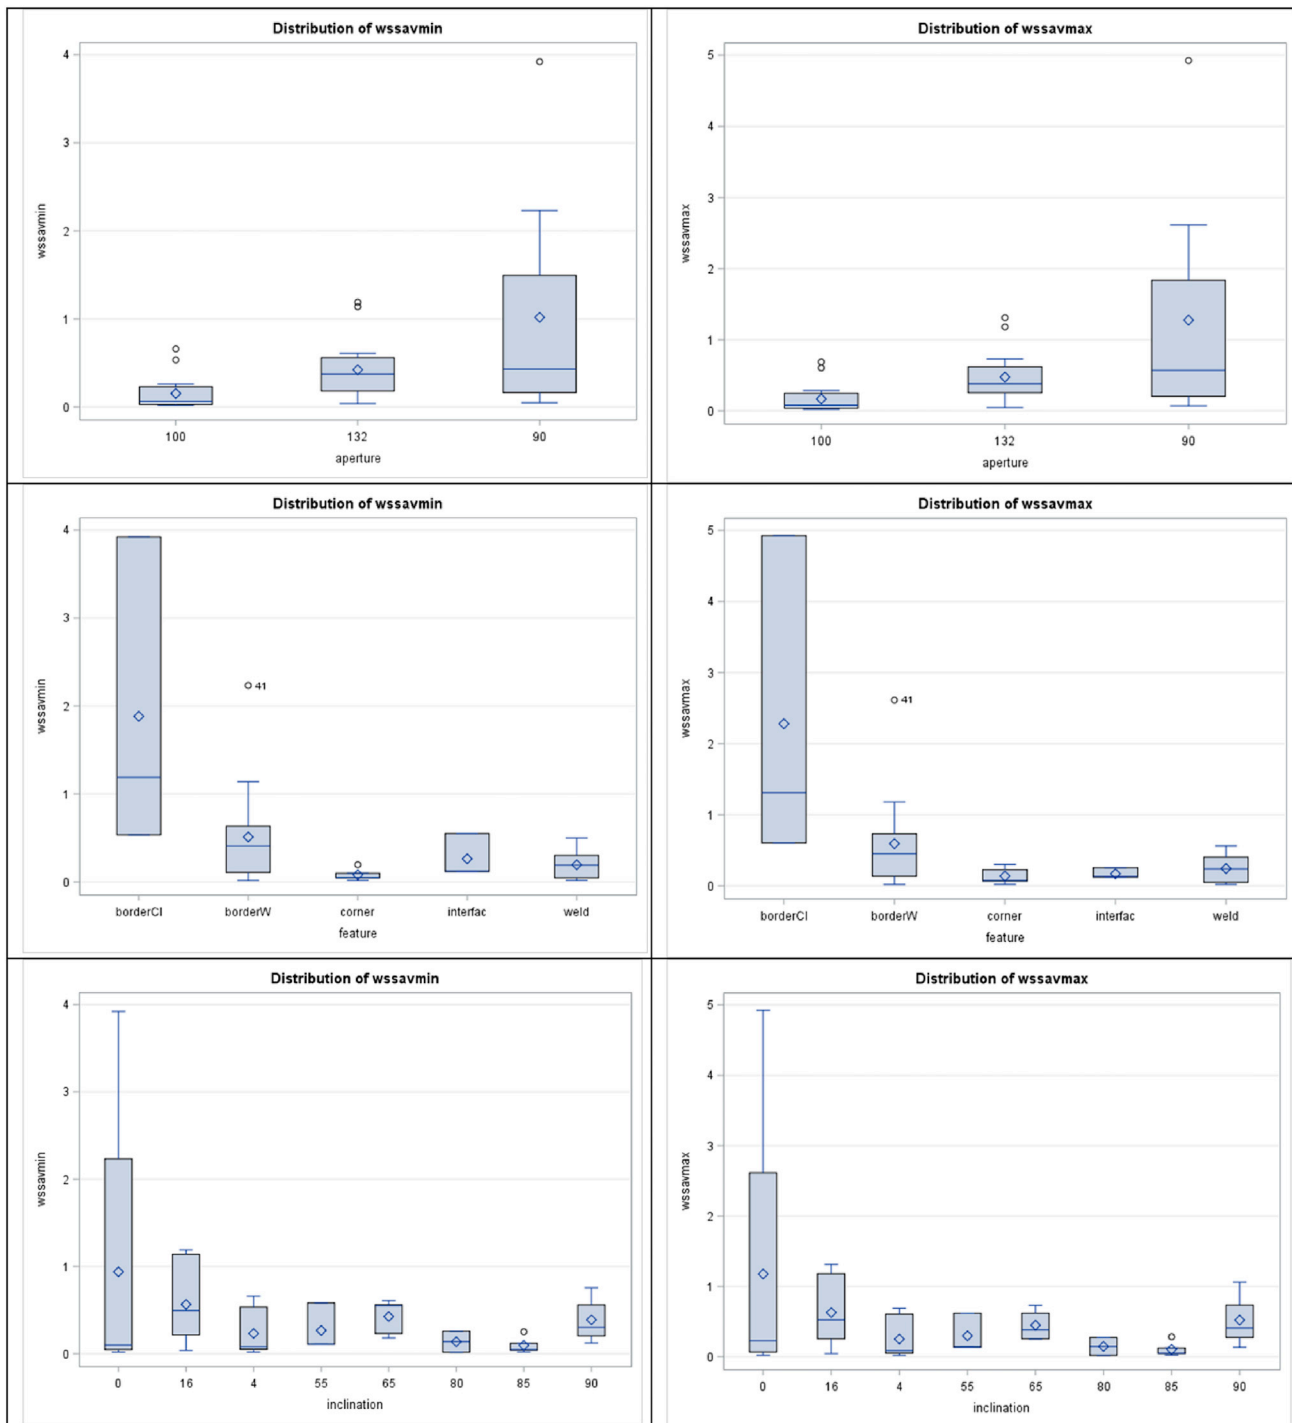 Distribution of wssavmin
4
3
2
1
0
wssavmin
100 132 90
aperture
Distribution of wssavmax
5
4
3
2
1
0
wssavmax
100 132 90
aperture
Distribution of wssavmin
4
3
2
1
0
wssavmin
41
borderCl borderW corner interfac weld
feature
Distribution of wssavmax
5
4
3
2
1
0
wssavmax
41
borderCl borderW corner interfac weld
feature
Distribution of wssavmin
4
3
2
1
0
wssavmin
0 16 4 55 65 80 85 90
inclination
Distribution of wssavmax
5
4
3
2
1
0
wssavmax
0 16 4 55 65 80 85 90
inclination